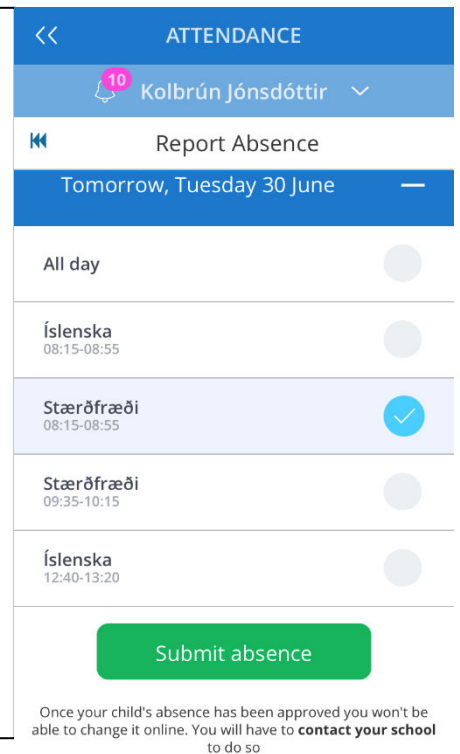 ATTENDANCE
10
Kolbrún Jónsdóttir
Report Absence
Tomorrow, Tuesday 30 June
All day
Íslenska
08:15-08:55
Stærðfræði
08:15-08:55
Stærðfræði
09:35-10:15
Íslenska
12:40-13:20
Submit absence
Once your child's absence has been approved you won't be
able to change it online. You will have to contact your school
to do so